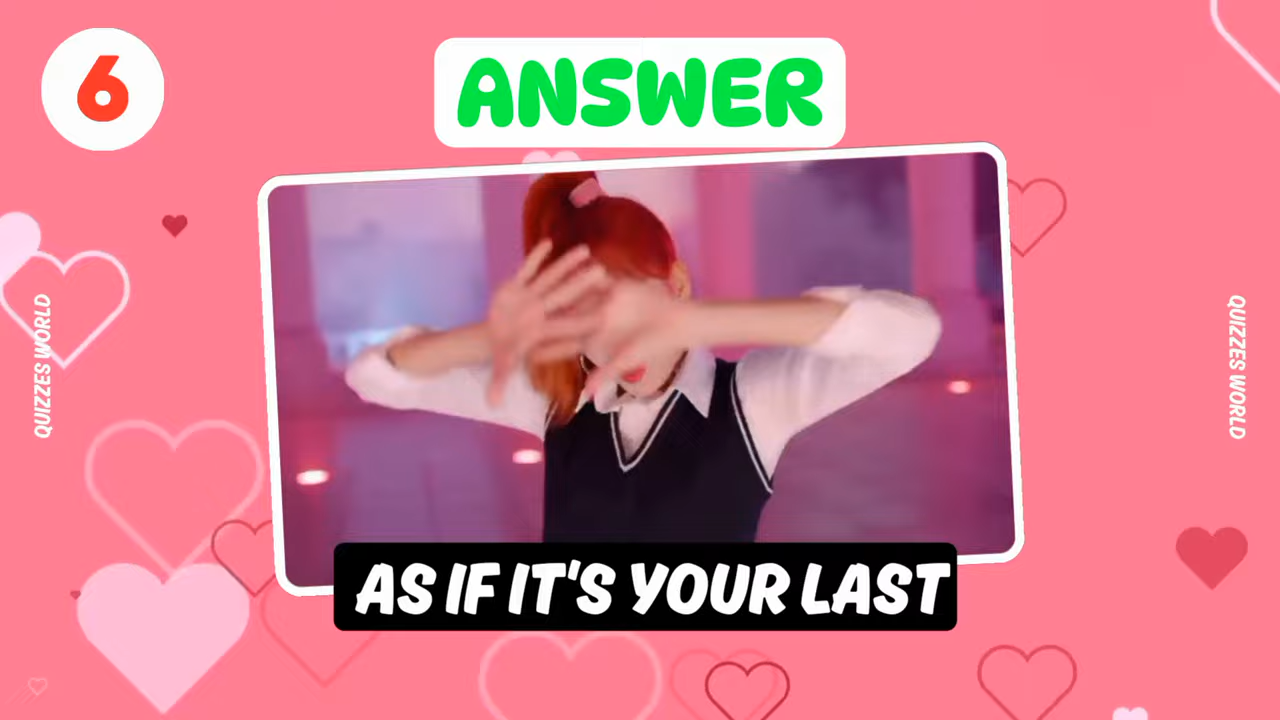 6
ANSWER
QUIZZES WORLD
QUIZZES WORLD
AS IF IT'S YOUR LAST